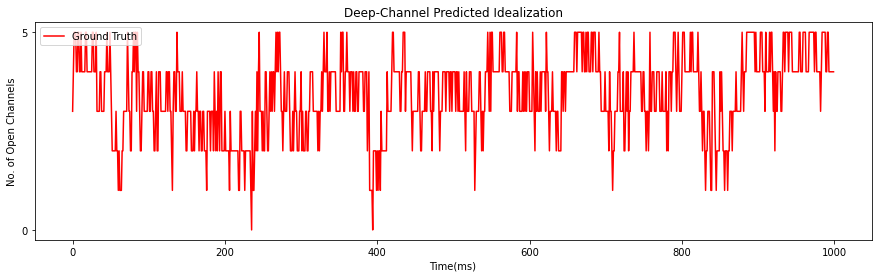 Deep-Channel Predicted Idealization
Ground Truth
5
0
No. of Open Channels
0 200 400 600 800 1000
Time(ms)